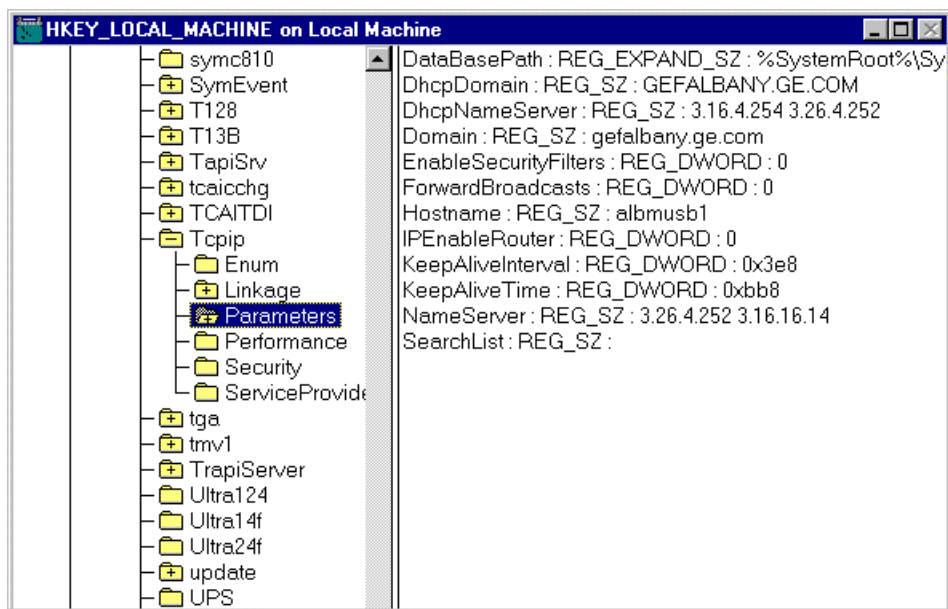 HKEY_LOCAL_MACHINE on Local Machine
symc810
SymEvent
T128
T13B
TapiSrv
tcaicchg
TCAITDI
Tcpip
Enum
Linkage
Parameters
Performance
Security
ServiceProvide
tga
tmv1
TrapiServer
Ultra124
Ultra14f
Ultra24f
update
UPS
DataBasePath : REG_EXPAND_SZ : %SystemRoot%\Sy
DhcpDomain : REG_SZ : GEFALBANY.GE.COM
DhcpNameServer : REG_SZ : 3.16.4.254 3.26.4.252
Domain : REG_SZ : gefalbany.ge.com
EnableSecurityFilters : REG_DWORD : 0
ForwardBroadcasts : REG_DWORD : 0
Hostname : REG_SZ : albmusb1
IPEnableRouter : REG_DWORD : 0
KeepAliveInterval : REG_DWORD : 0x3e8
KeepAliveTime : REG_DWORD : 0xbb8
NameServer : REG_SZ : 3.26.4.252 3.16.16.14
SearchList : REG_SZ :